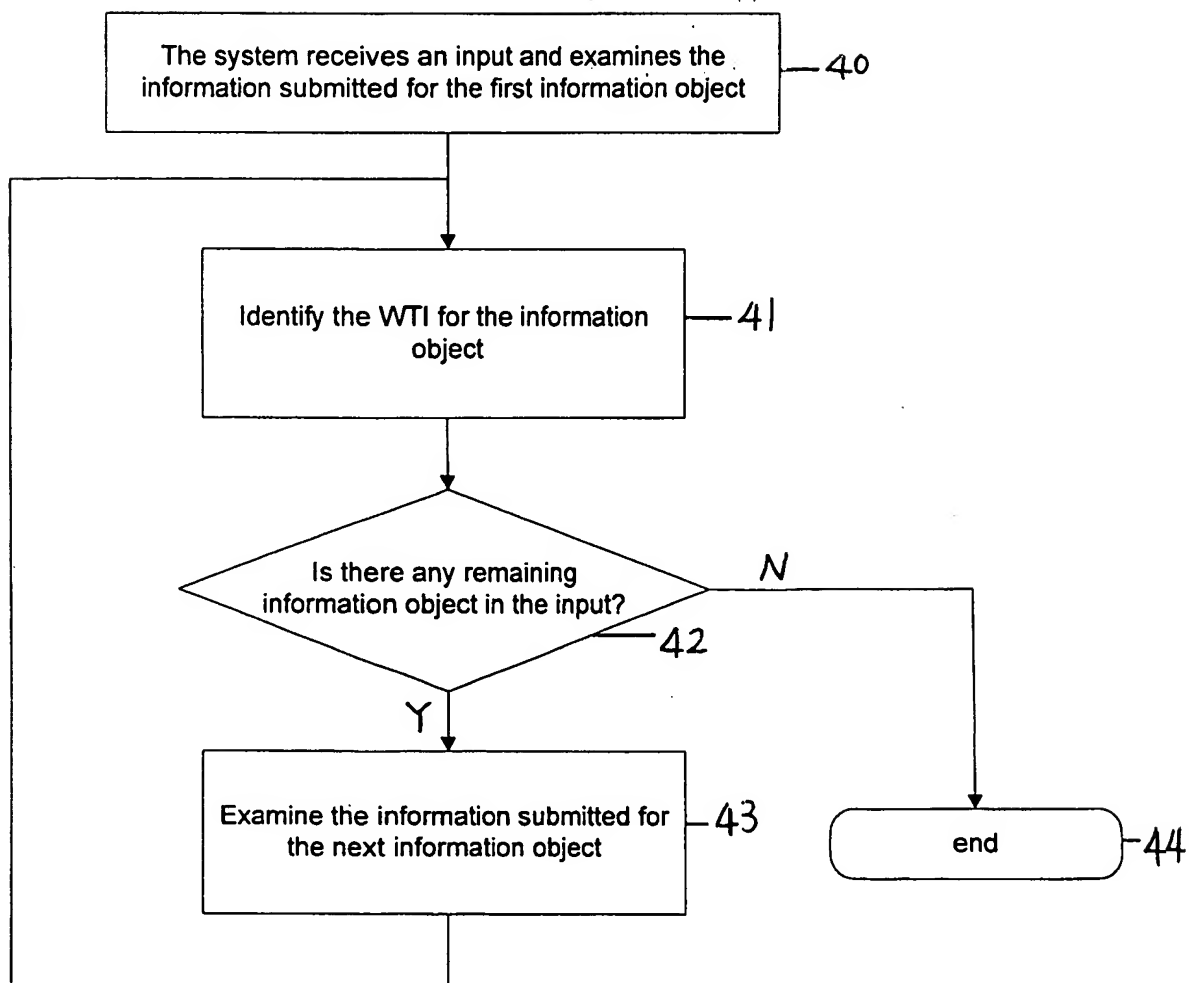 The system receives an input and examines the
information submitted for the first information object
40
Identify the WTI for the information
object
41
Is there any remaining
information object in the input?
N
42
Y
Examine the information submitted for
the next information object
43
end
44